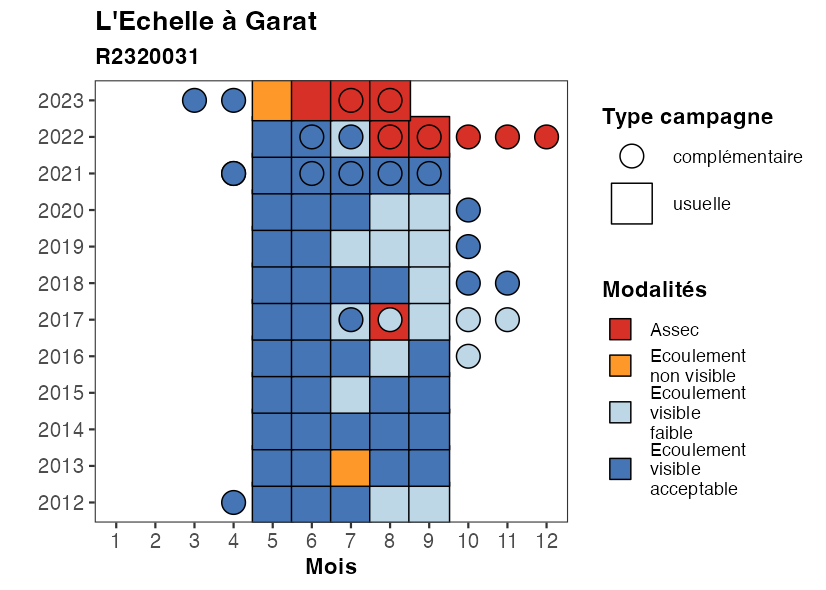 L'Echelle à Garat
R2320031
2023
2022
2021
2020
2019
2018
2017
2016
2015
2014
2013
2012
1 2 3 4 5 6 7 8 9 10 11 12
Mois
Type campagne
complémentaire
usuelle
Modalités
Assec
Ecoulement
non visible
Ecoulement
visible
faible
Ecoulement
visible
acceptable